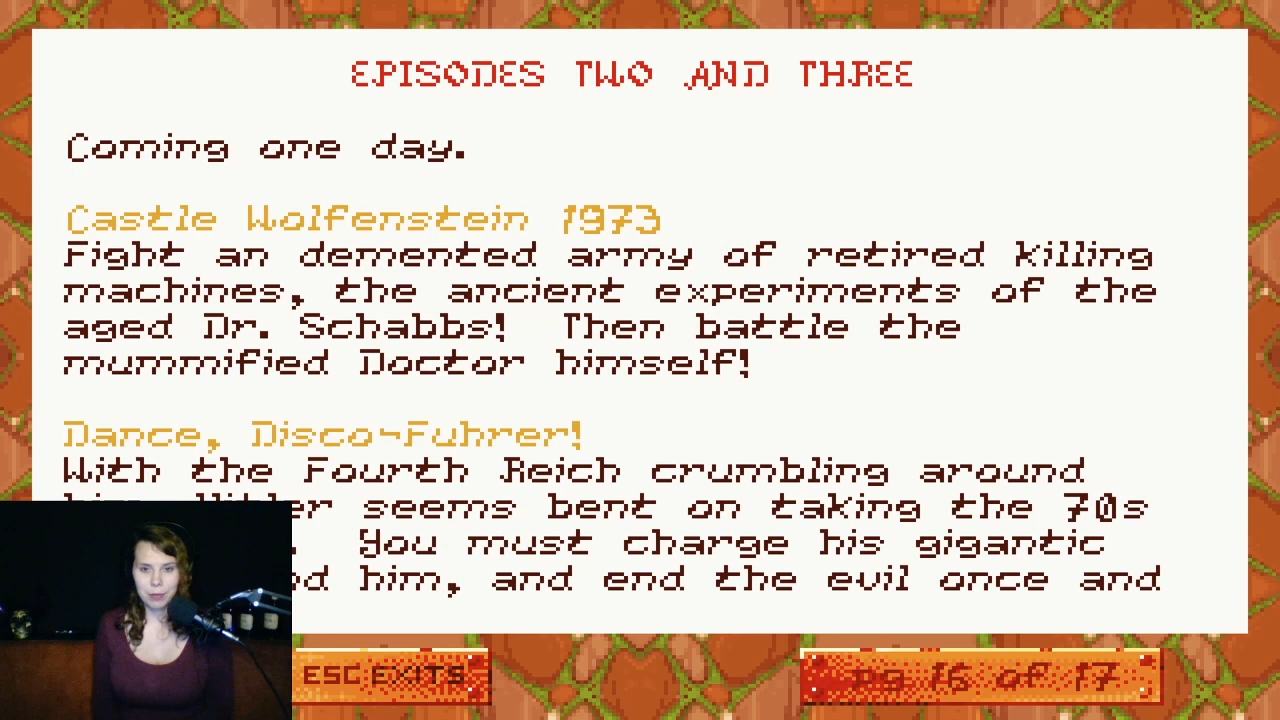 EPISODES TWO AND THREE
Coming one day.
Castle Wolfenstein 1973
Fight an demented army of retired killing
machines, the ancient experiments of the
aged Dr. Schabbs! Then battle the
mummified Doctor himself!
Dance, Disco-Fuhrer!
With the Fourth Reich crumbling around
seems bent on taking the 70s
You must charge his gigantic
him, and end the evil once and
ESC EXITS
pg 16 of 17